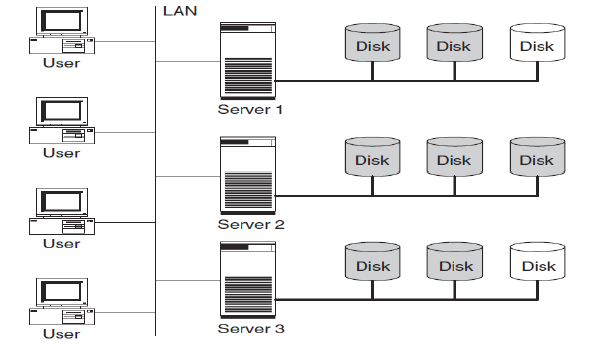 LAN
User
Disk Disk Disk
Server 1
User
Disk Disk Disk
Server 2
User
Disk Disk Disk
Server 3
User